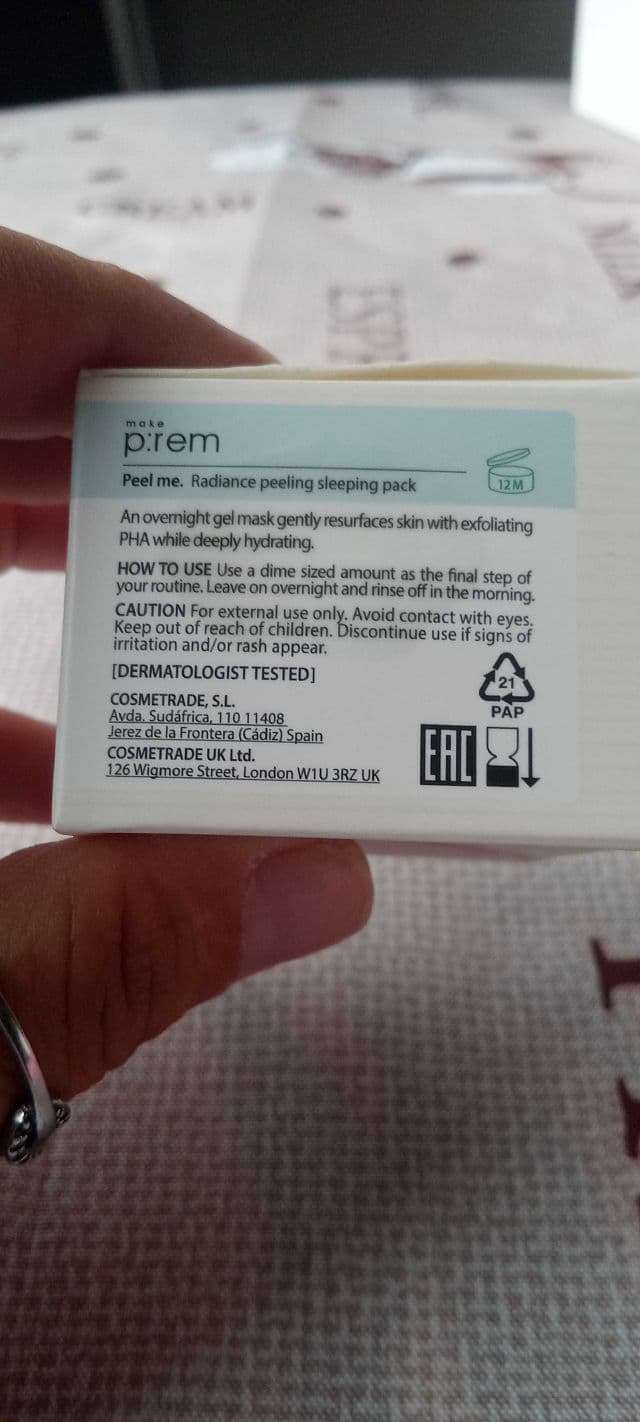 CREAM
make
p:rem
Peel me. Radiance peeling sleeping pack
12M
An overnight gel mask gently resurfaces skin with exfoliating
PHA while deeply hydrating.
HOW TO USE Use a dime sized amount as the final step of
your routine. Leave on overnight and rinse off in the morning.
CAUTION For external use only. Avoid contact with eyes.
Keep out of reach of children. Discontinue use if signs of
irritation and/or rash appear.
[DERMATOLOGIST TESTED]
COSMETRADE, S.L.
Avda. Sudáfrica, 110 11408
Jerez de la Frontera (Cádiz) Spain
COSMETRADE UK Ltd.
126 Wigmore Street, London W1U 3RZ UK
21
PAP
EAC